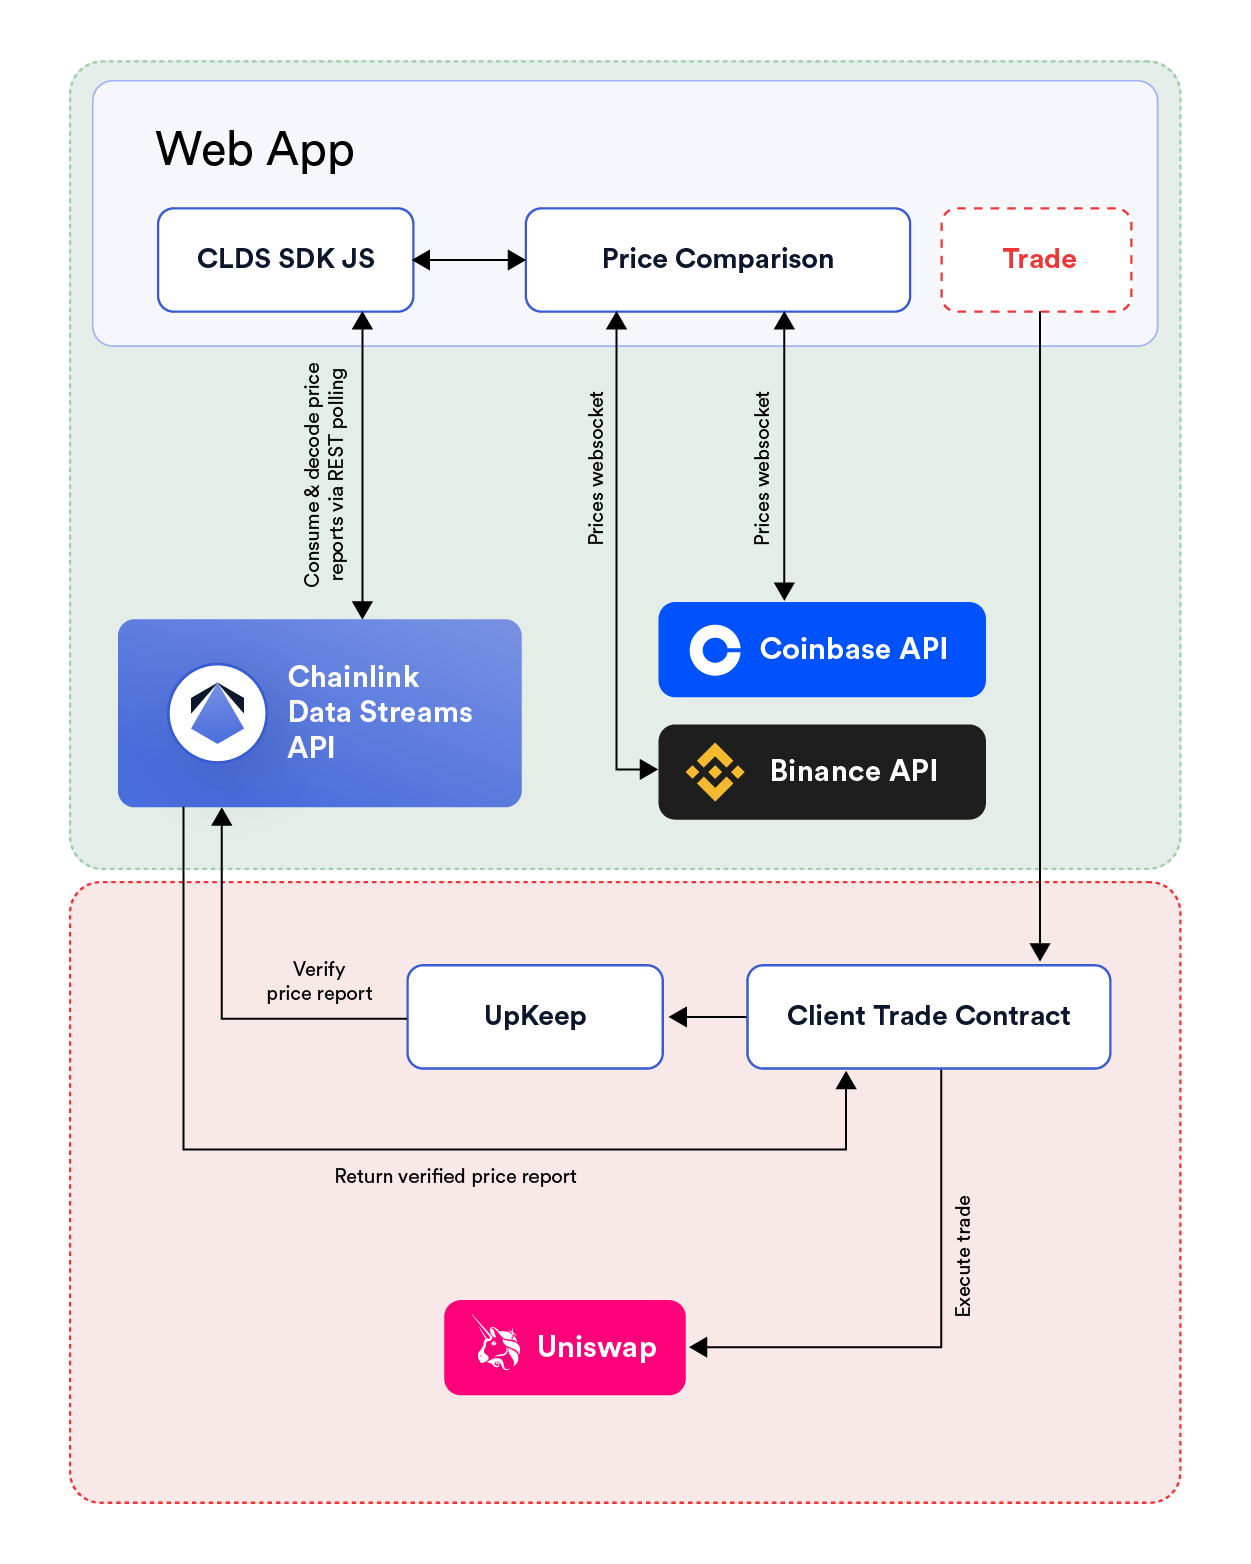 Web App
CLDS SDK JS
Price Comparison
Trade
Consume & decode price
reports via REST polling
Prices websocket
Prices websocket
Chainlink
Data Streams
API
Coinbase API
Binance API
Verify
price report
UpKeep
Client Trade Contract
Return verified price report
Execute trade
Uniswap